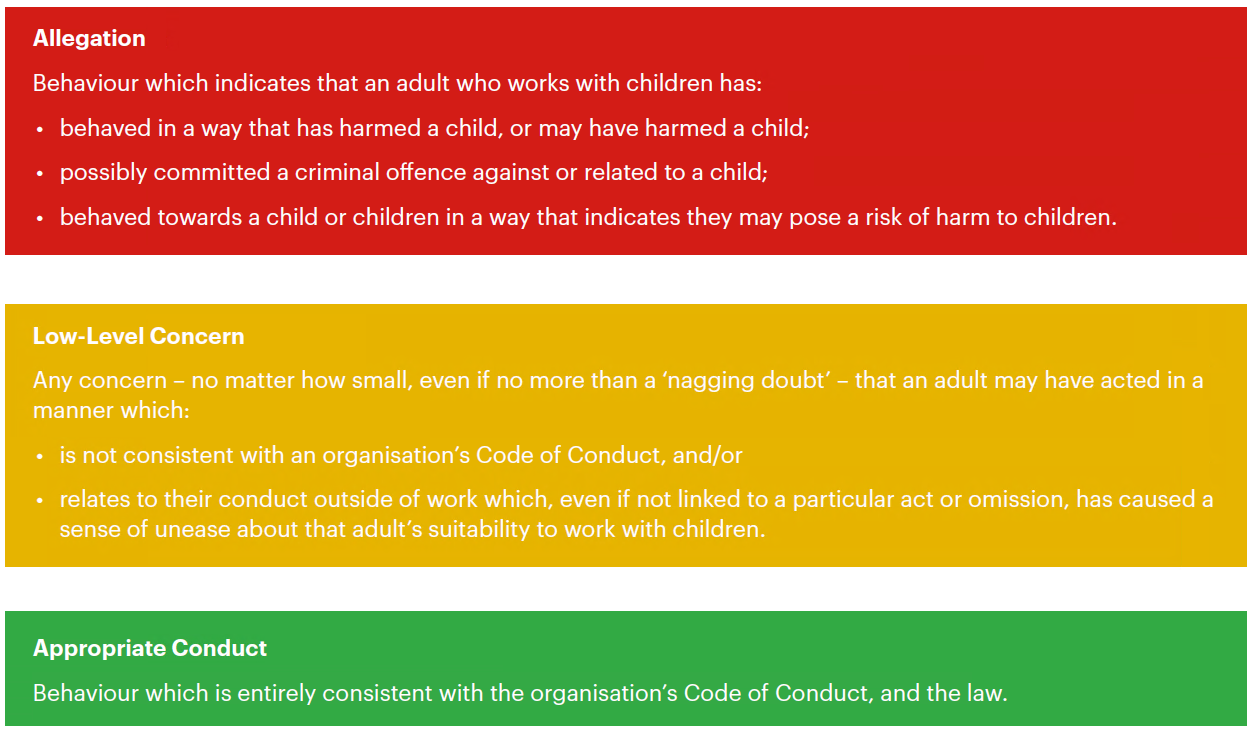 Allegation
Behaviour which indicates that an adult who works with children has:
• behaved in a way that has harmed a child, or may have harmed a child;
• possibly committed a criminal offence against or related to a child;
• behaved towards a child or children in a way that indicates they may pose a risk of harm to children.
Low-Level Concern
Any concern – no matter how small, even if no more than a ‘nagging doubt’ – that an adult may have acted in a
manner which:
• is not consistent with an organisation’s Code of Conduct, and/or
• relates to their conduct outside of work which, even if not linked to a particular act or omission, has caused a
sense of unease about that adult’s suitability to work with children.
Appropriate Conduct
Behaviour which is entirely consistent with the organisation’s Code of Conduct, and the law.